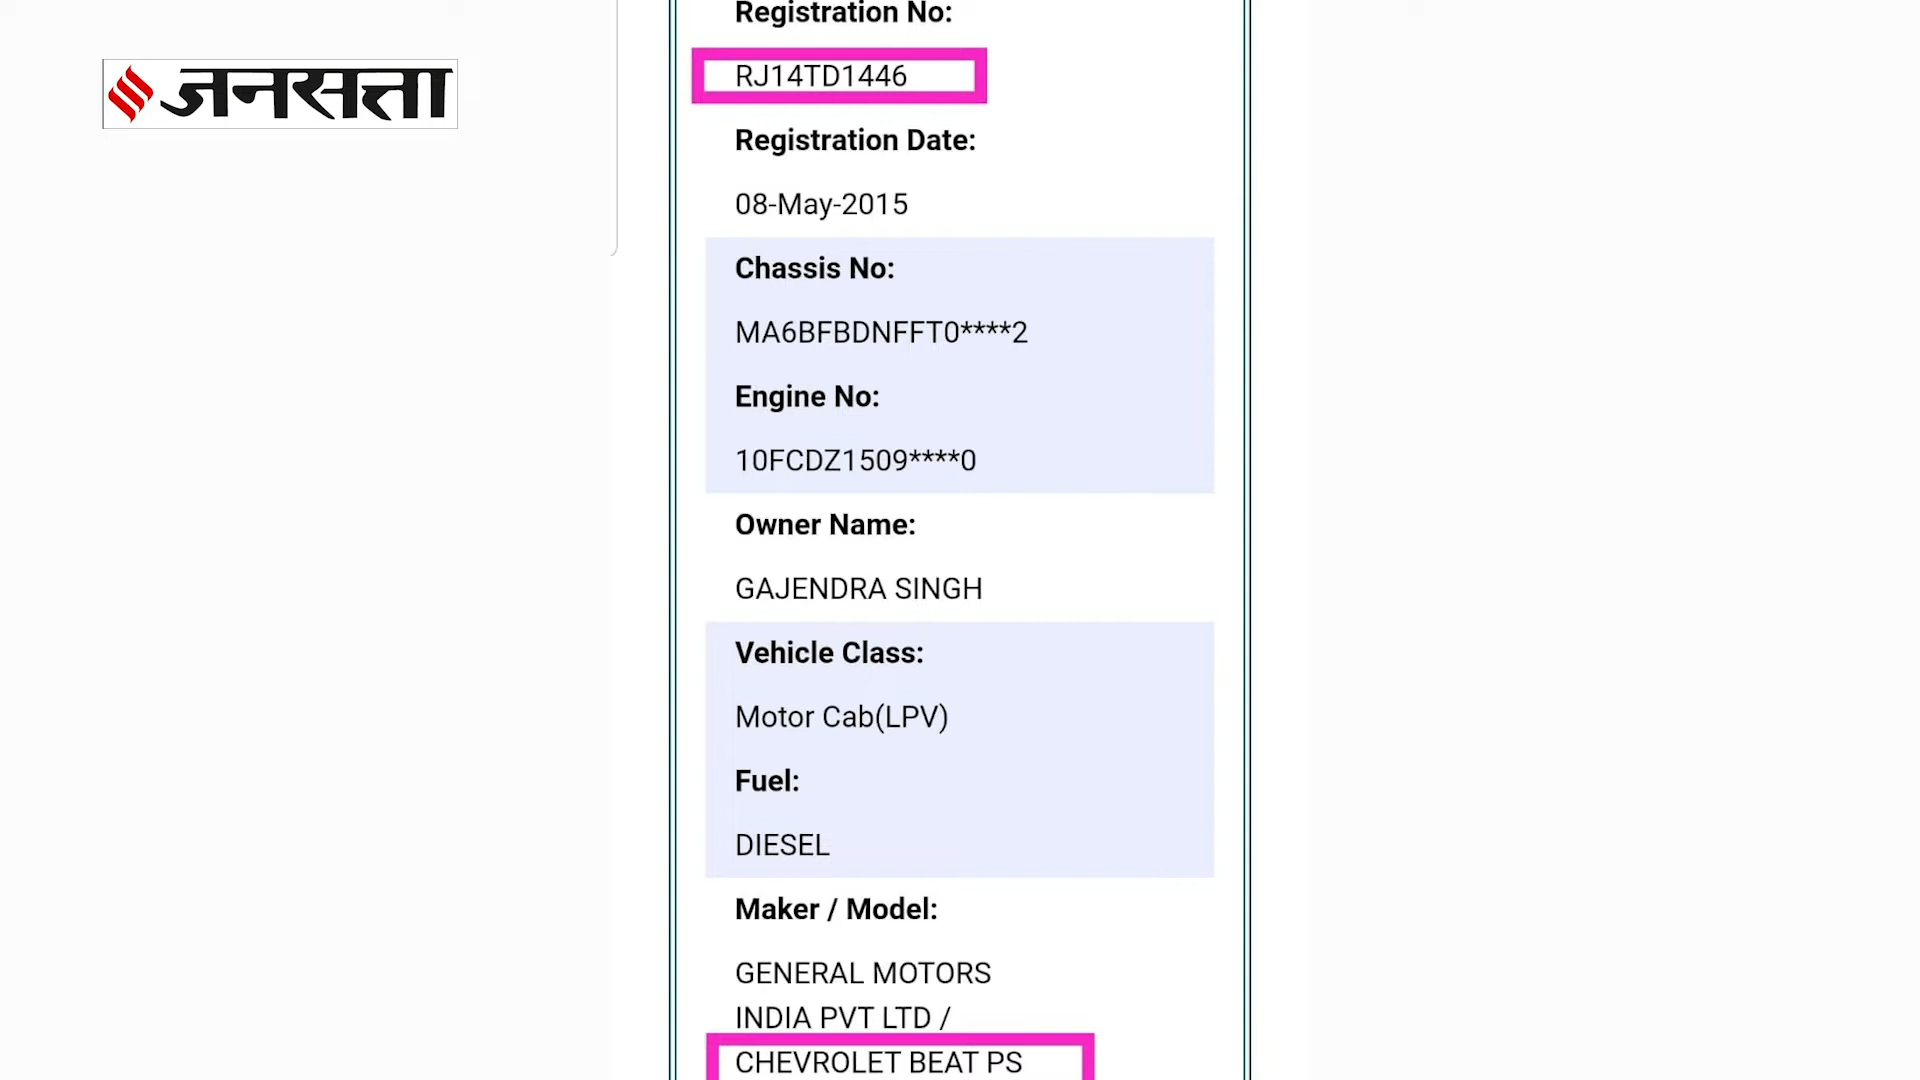 जनसत्ता
Registration No:
RJ14TD1446
Registration Date:
08-May-2015
Chassis No:
MA6BFBDNFFT0****2
Engine No:
10FCDZ1509****0
Owner Name:
GAJENDRA SINGH
Vehicle Class:
Motor Cab(LPV)
Fuel:
DIESEL
Maker / Model:
GENERAL MOTORS
INDIA PVT LTD /
CHEVROLET BEAT PS